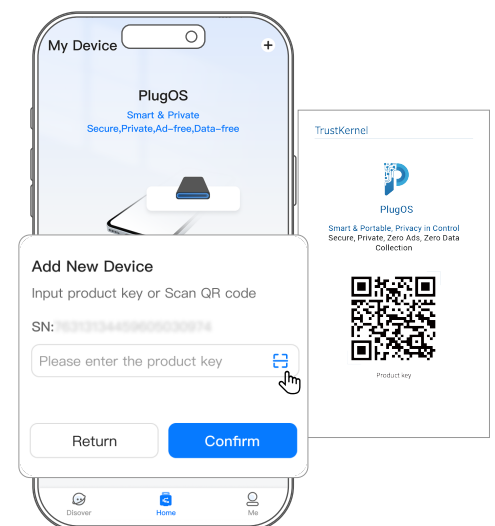 My Device
+
PlugOS
Smart & Private
Secure,Private,Ad-free,Data-free
TrustKernel
PlugOS
Smart & Portable, Privacy in Control
Secure, Private, Zero Ads, Zero Data
Collection
Product key
Add New Device
Input product key or Scan QR code
SN:
Please enter the product key
Return
Confirm
Disover
Home
Me